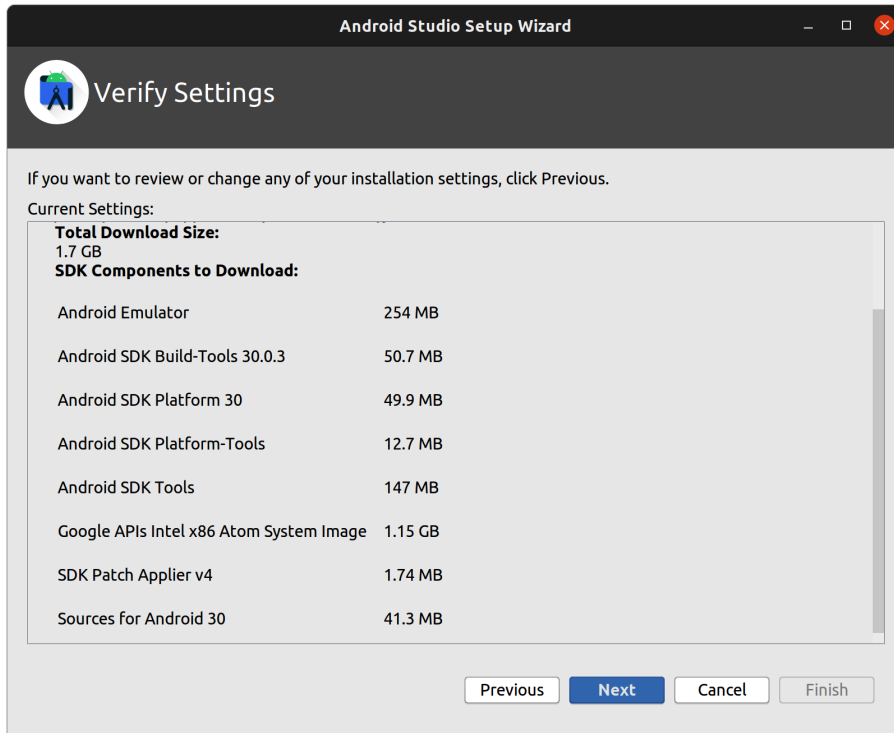 Android Studio Setup Wizard
Verify Settings
If you want to review or change any of your installation settings, click Previous.
Current Settings:
Total Download Size:
1.7 GB
SDK Components to Download:
Android Emulator 254 MB
Android SDK Build-Tools 30.0.3 50.7 MB
Android SDK Platform 30 49.9 MB
Android SDK Platform-Tools 12.7 MB
Android SDK Tools 147 MB
Google APIs Intel x86 Atom System Image 1.15 GB
SDK Patch Applier v4 1.74 MB
Sources for Android 30 41.3 MB
Previous Next Cancel Finish